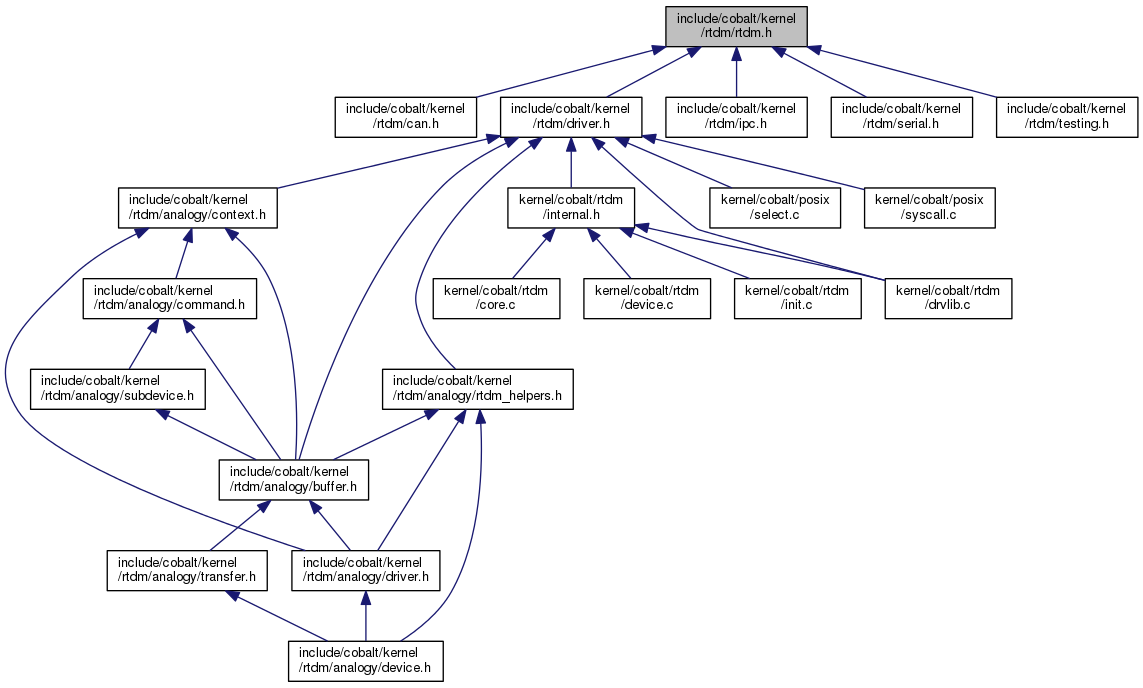 include/cobalt/kernel
/rtdm/rtdm.h
include/cobalt/kernel
/rtdm/can.h
include/cobalt/kernel
/rtdm/driver.h
include/cobalt/kernel
/rtdm/ipc.h
include/cobalt/kernel
/rtdm/serial.h
include/cobalt/kernel
/rtdm/testing.h
include/cobalt/kernel
/rtdm/analogy/context.h
kernel/cobalt/rtdm
/internal.h
kernel/cobalt/posix
/select.c
kernel/cobalt/posix
/syscall.c
include/cobalt/kernel
/rtdm/analogy/command.h
kernel/cobalt/rtdm
/core.c
kernel/cobalt/rtdm
/device.c
kernel/cobalt/rtdm
/init.c
kernel/cobalt/rtdm
/drvlib.c
include/cobalt/kernel
/rtdm/analogy/subdevice.h
include/cobalt/kernel
/rtdm/analogy/rtdm_helpers.h
include/cobalt/kernel
/rtdm/analogy/buffer.h
include/cobalt/kernel
/rtdm/analogy/transfer.h
include/cobalt/kernel
/rtdm/analogy/driver.h
include/cobalt/kernel
/rtdm/analogy/device.h